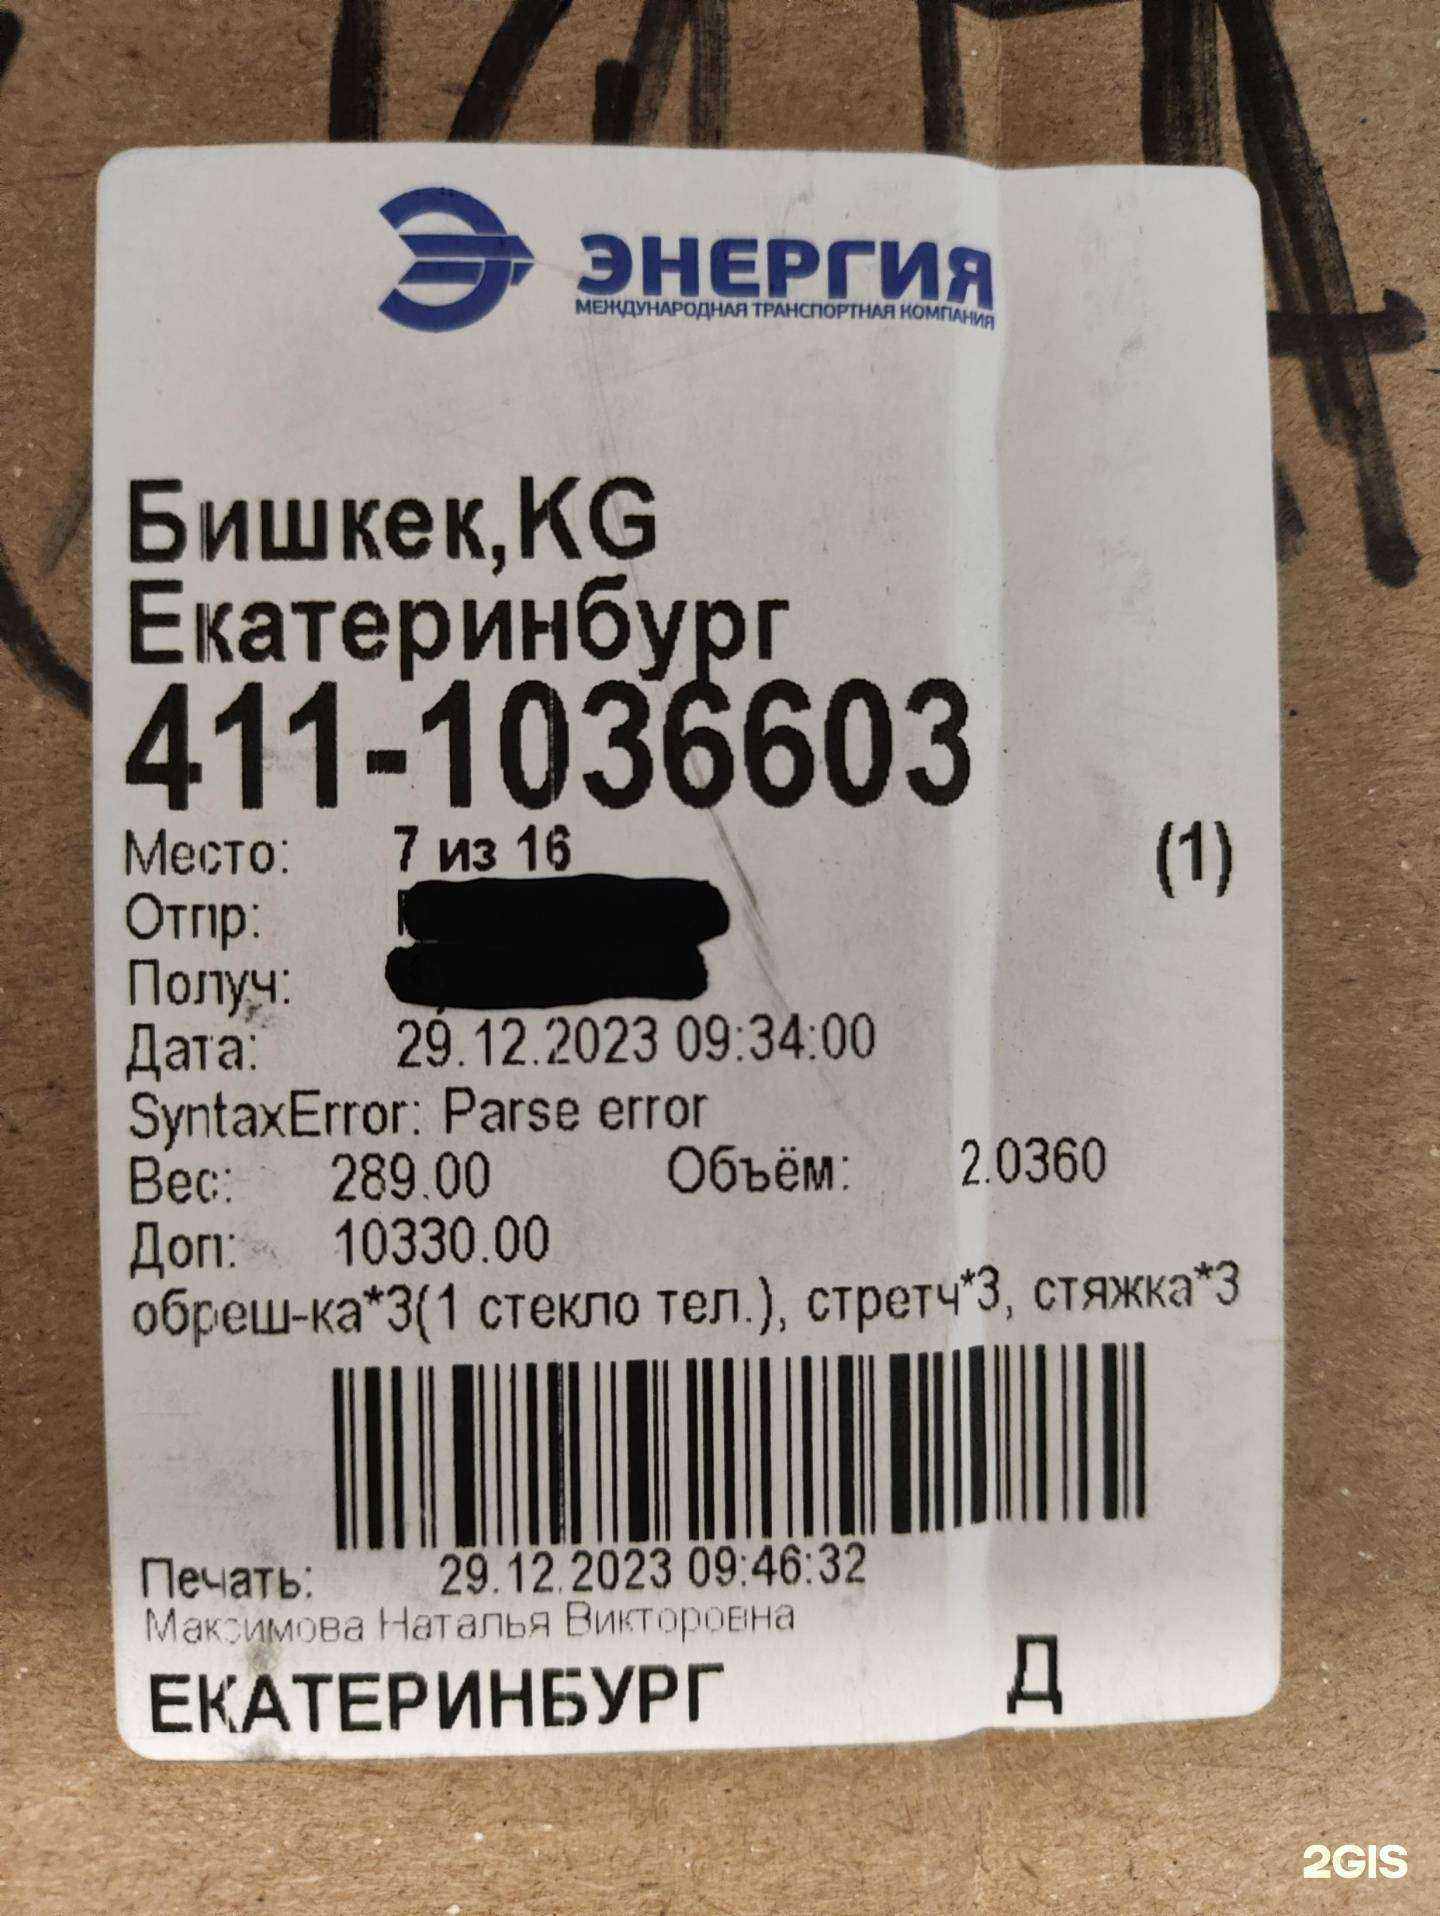 ЭНЕРГИЯ
МЕЖДУНАРОДНАЯ ТРАНСПОРТНАЯ КОМПАНИЯ
Бишкек,KG
Екатеринбург
411-1036603
Место: 7 из 16 (1)
Отпр:
Получ:
Дата: 29.12.2023 09:34:00
SyntaxError: Parse error
Вес: 289.00 Объём: 2.0360
Доп: 10330.00
обреш-ка*3(1 стекло тел.), стретч*3, стяжка*3
Печать: 29.12.2023 09:46:32
Максимова Наталья Викторовна
ЕКАТЕРИНБУРГ Д
2GIS